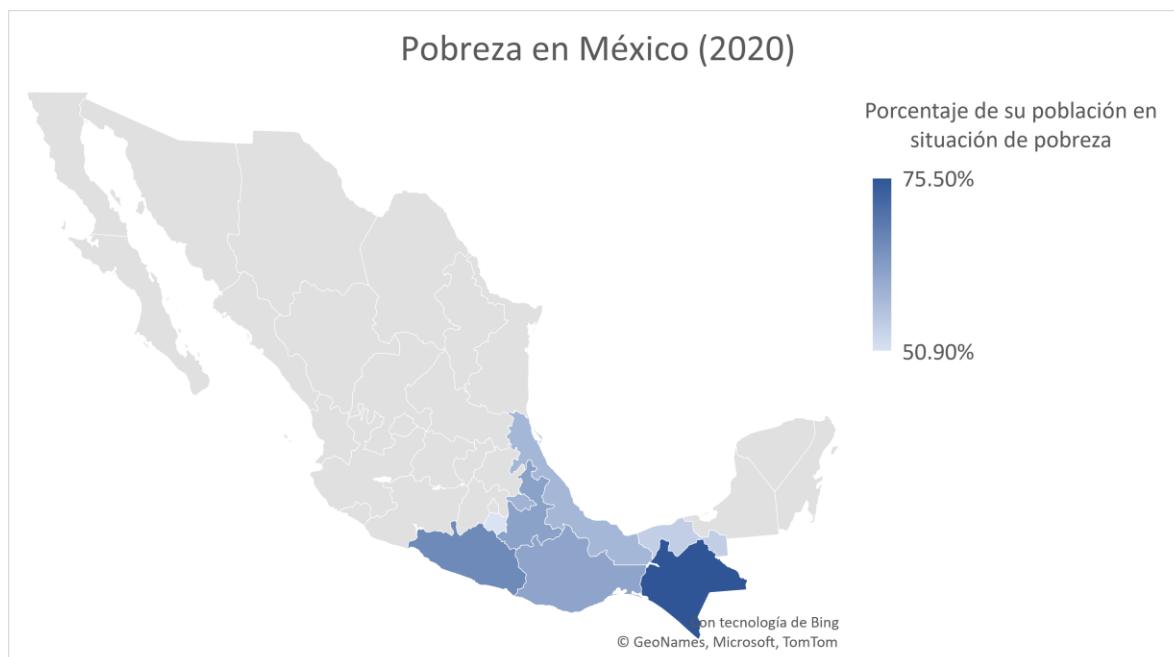 Pobreza en México (2020)
Porcentaje de su población en
situación de pobreza
75.50%
50.90%
on tecnología de Bing
© GeoNames, Microsoft, TomTom